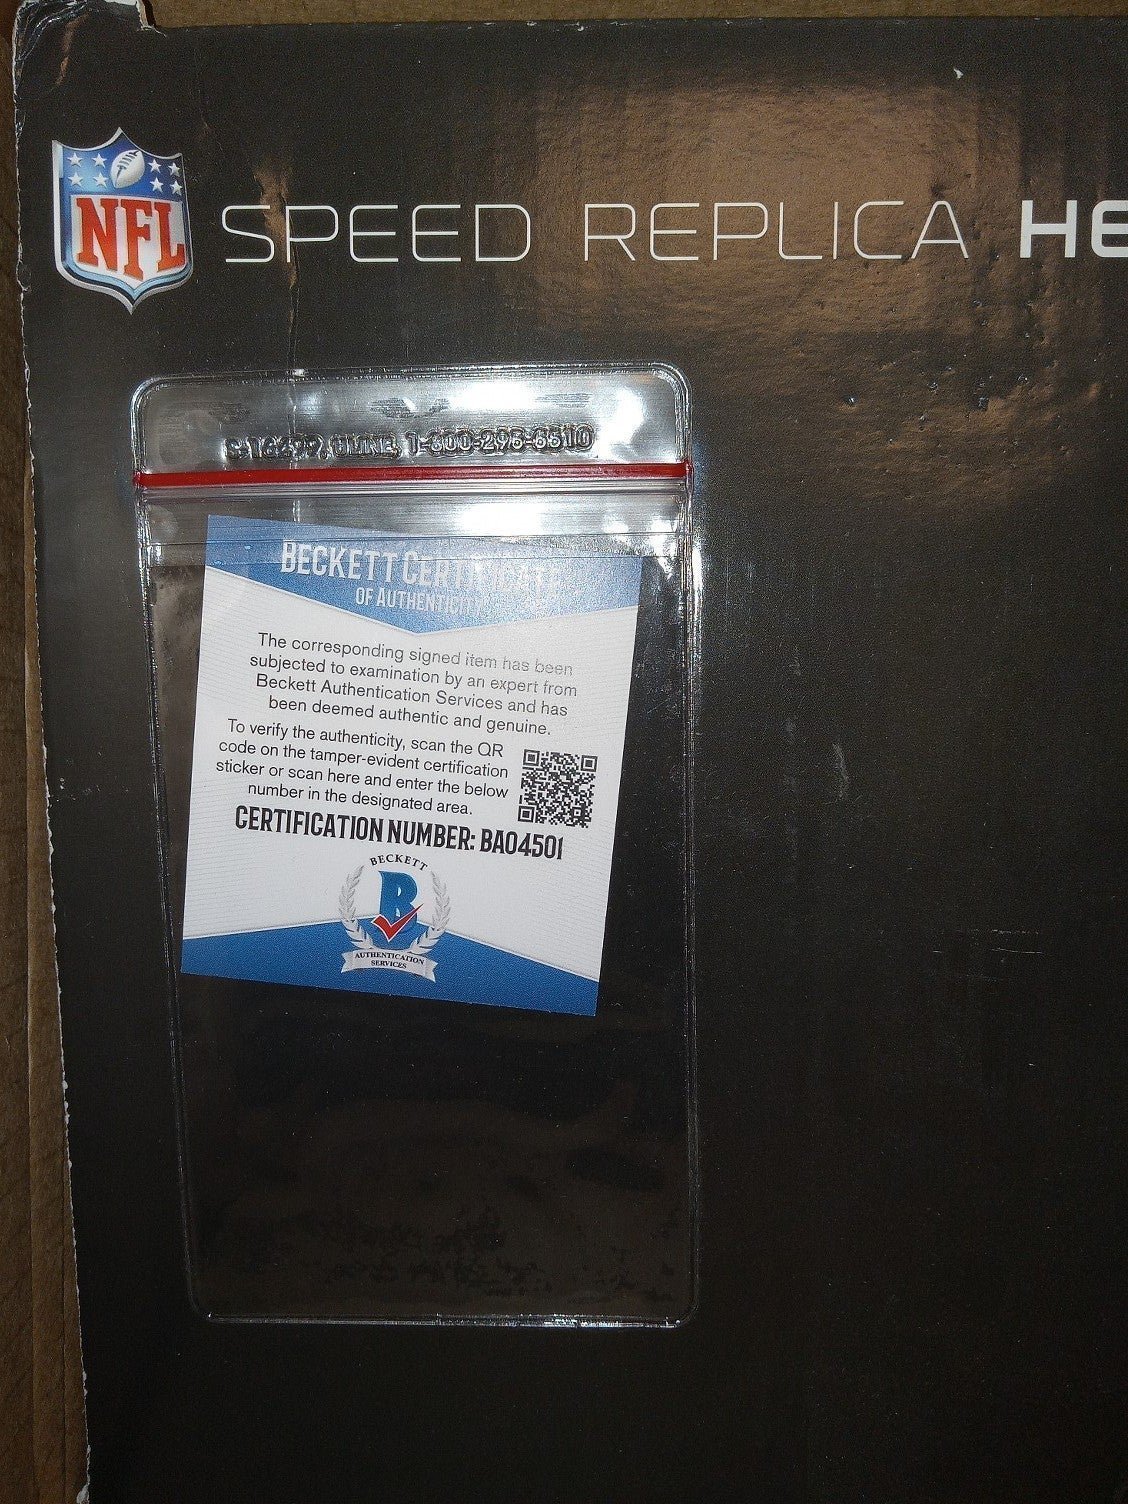 NFL SPEED REPLICA HE
S-16499, ULINE, 1-800-295-5510
BECKETT CERTIFICATE
OF AUTHENTICITY
The corresponding signed item has been
subjected to examination by an expert from
Beckett Authentication Services and has
been deemed authentic and genuine.
To verify the authenticity, scan the QR
code on the tamper-evident certification
sticker or scan here and enter the below
number in the designated area.
CERTIFICATION NUMBER: BA04501
BECKETT
B
AUTHENTICATION
SERVICES